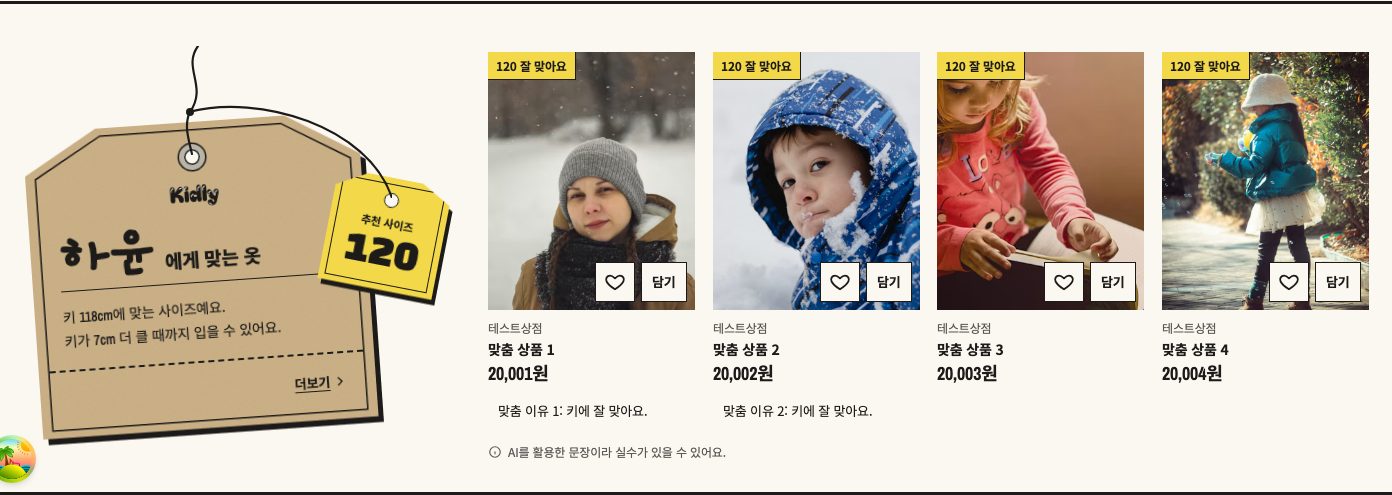 Kidly
하윤 에게 맞는 옷
추천 사이즈
120
키 118cm에 맞는 사이즈예요.
키가 7cm 더 클 때까지 입을 수 있어요.
더보기
120 잘 맞아요
담기
테스트상점
맞춤 상품 1
20,001원
맞춤 이유 1: 키에 잘 맞아요.
120 잘 맞아요
담기
테스트상점
맞춤 상품 2
20,002원
맞춤 이유 2: 키에 잘 맞아요.
120 잘 맞아요
담기
테스트상점
맞춤 상품 3
20,003원
120 잘 맞아요
담기
테스트상점
맞춤 상품 4
20,004원
AI를 활용한 문장이라 실수가 있을 수 있어요.